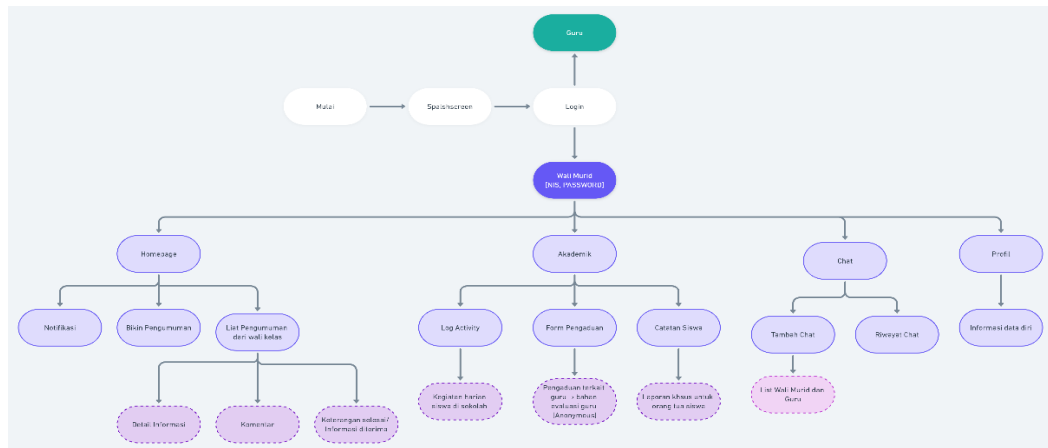 Guru
Mulai
Splashscreen
Login
Wali Murid
[NIS, PASSWORD]
Homepage
Akademik
Chat
Profil
Notifikasi
Bikin Pengumuman
List Pengumuman
dari wali kelas
Log Activity
Form Pengaduan
Catatan Siswa
Tambah Chat
Riwayat Chat
Informasi data diri
Detail Informasi
Komentar
Keterangan selesai/
Informasi diterima
Kegiatan harian
siswa di sekolah
Pengaduan terkait
guru → bahan
evaluasi guru
[Anonymous]
Laporan khsus untuk
orang tua siswa
List Wali Murid dan
Guru